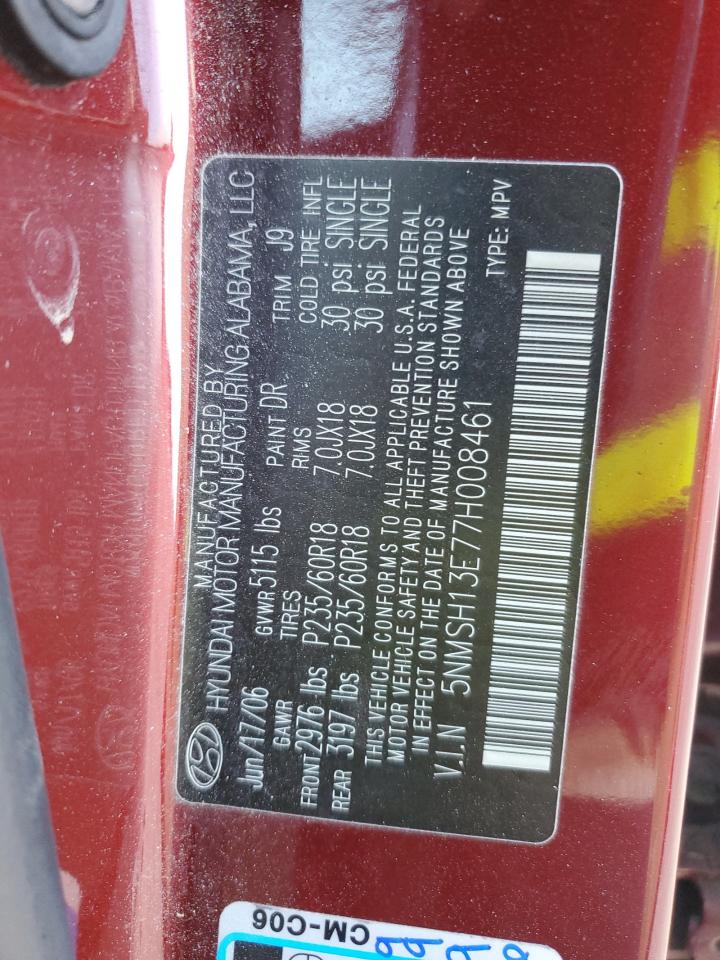 MANUFACTURED BY
HYUNDAI MOTOR MANUFACTURING ALABAMA, LLC
Jun/17/06 GVWR 5115 lbs PAINT DR TRIM J9
GAWR TIRES RIMS COLD TIRE INFL
FRONT 2976 lbs P235/60R18 7.0JX18 30 psi SINGLE
REAR 3197 lbs P235/60R18 7.0JX18 30 psi SINGLE
THIS VEHICLE CONFORMS TO ALL APPLICABLE U.S.A. FEDERAL
MOTOR VEHICLE SAFETY AND THEFT PREVENTION STANDARDS
IN EFFECT ON THE DATE OF MANUFACTURE SHOWN ABOVE
V.I.N 5NMSH13E77H008461 TYPE: MPV
CM-C06